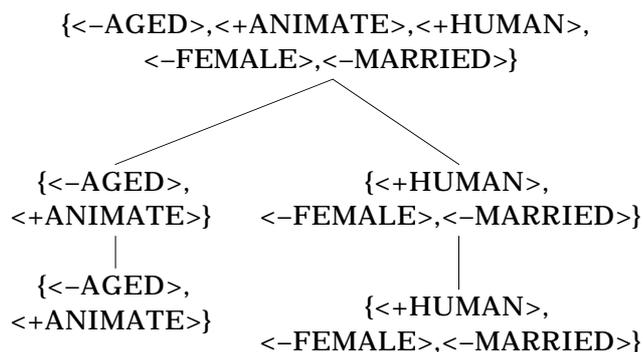 {<–AGED>,<+ANIMATE>,<+HUMAN>,
<–FEMALE>,<–MARRIED>}
{<–AGED>,
<+ANIMATE>}
{<+HUMAN>,
<–FEMALE>,<–MARRIED>}
{<–AGED>,
<+ANIMATE>}
{<+HUMAN>,
<–FEMALE>,<–MARRIED>}